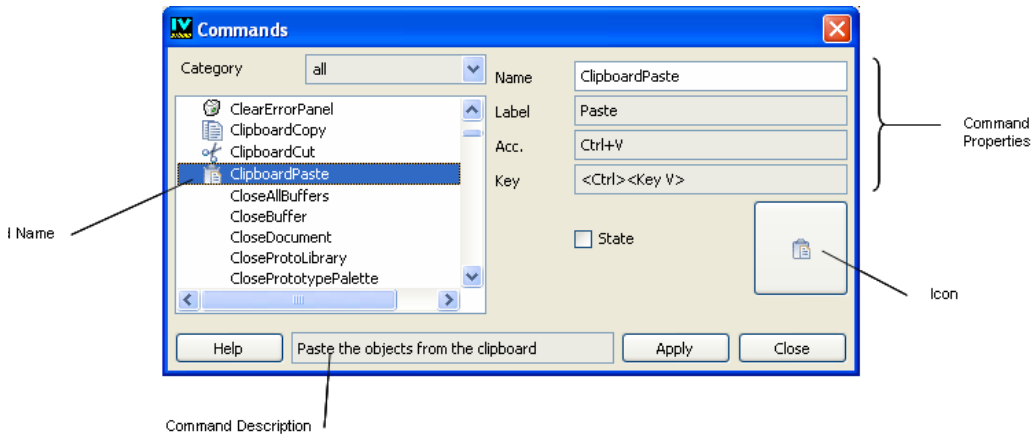 IV
Commands
Category
all
ClearErrorPanel
ClipboardCopy
ClipboardCut
ClipboardPaste
CloseAllBuffers
CloseBuffer
CloseDocument
CloseProtoLibrary
ClosePrototypePalette
Name
ClipboardPaste
Label
Paste
Acc.
Ctrl+V
Key
<Ctrl><Key V>
State
Help
Paste the objects from the clipboard
Apply
Close
Command
Properties
Name
Icon
Command Description